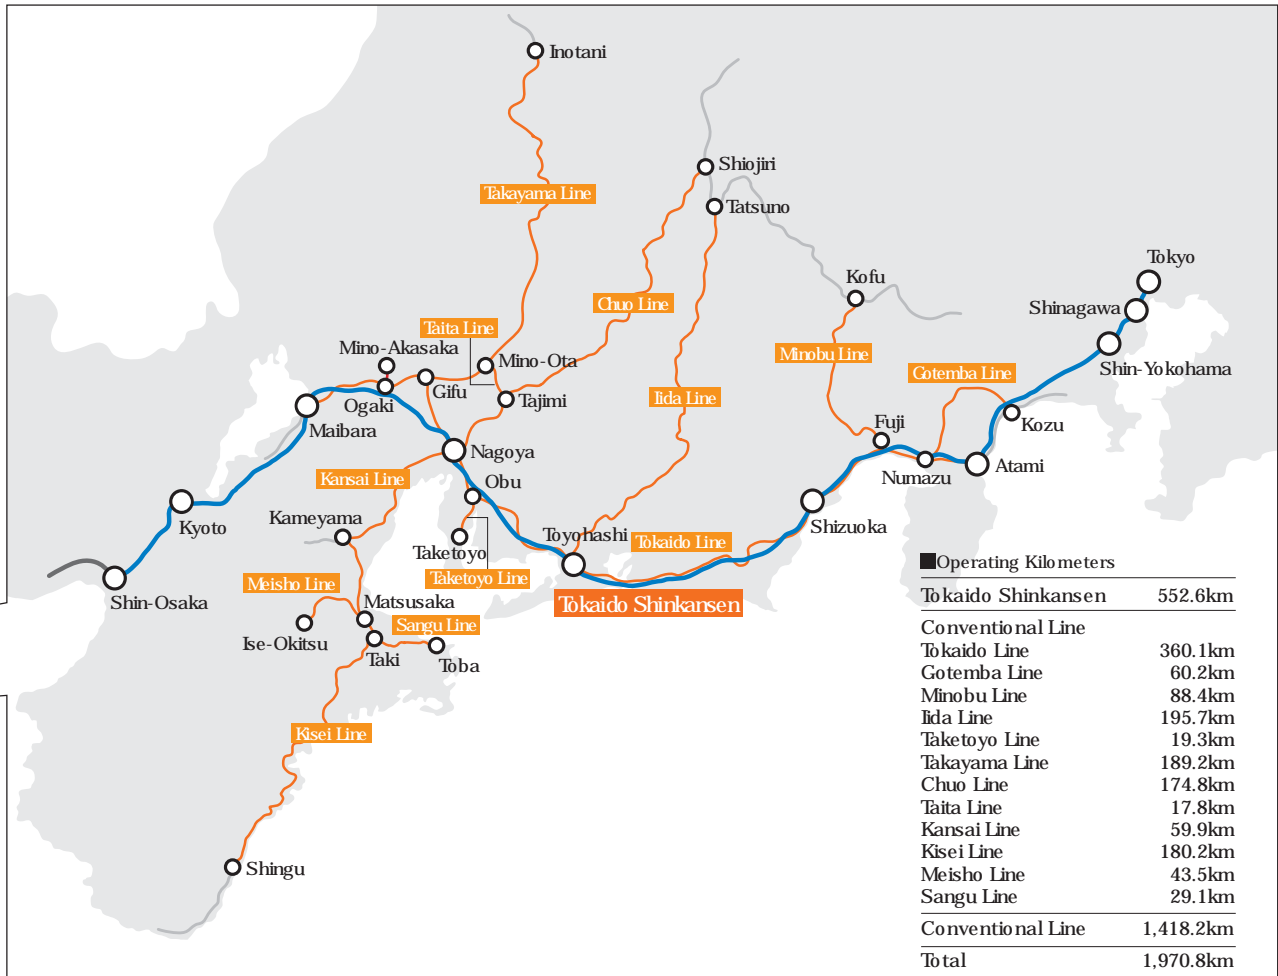 Inotani
Shiojiri
Takayama Line
Tatsuno
Tokyo
Kofu
Shinagawa
Chuo Line
Taita Line
Mino-Akasaka
Mino-Ota
Minobu Line
Shin-Yokohama
Gotemba Line
Gifu
Ogaki
Tajimi
Iida Line
Maibara
Fuji
Kozu
Nagoya
Atami
Kansai Line
Obu
Numazu
Kameyama
Kyoto
Shizuoka
Toyohashi
Tokaido Line
Taketoyo
Taketoyo Line
Meisho Line
Shin-Osaka
Matsusaka
Tokaido Shinkansen
Sangu Line
Ise-Okitsu
Taki
Toba
Kisei Line
Shingu
■Operating Kilometers
Tokaido Shinkansen 552.6km
Conventional Line
Tokaido Line 360.1km
Gotemba Line 60.2km
Minobu Line 88.4km
Iida Line 195.7km
Taketoyo Line 19.3km
Takayama Line 189.2km
Chuo Line 174.8km
Taita Line 17.8km
Kansai Line 59.9km
Kisei Line 180.2km
Meisho Line 43.5km
Sangu Line 29.1km
Conventional Line 1,418.2km
Total 1,970.8km